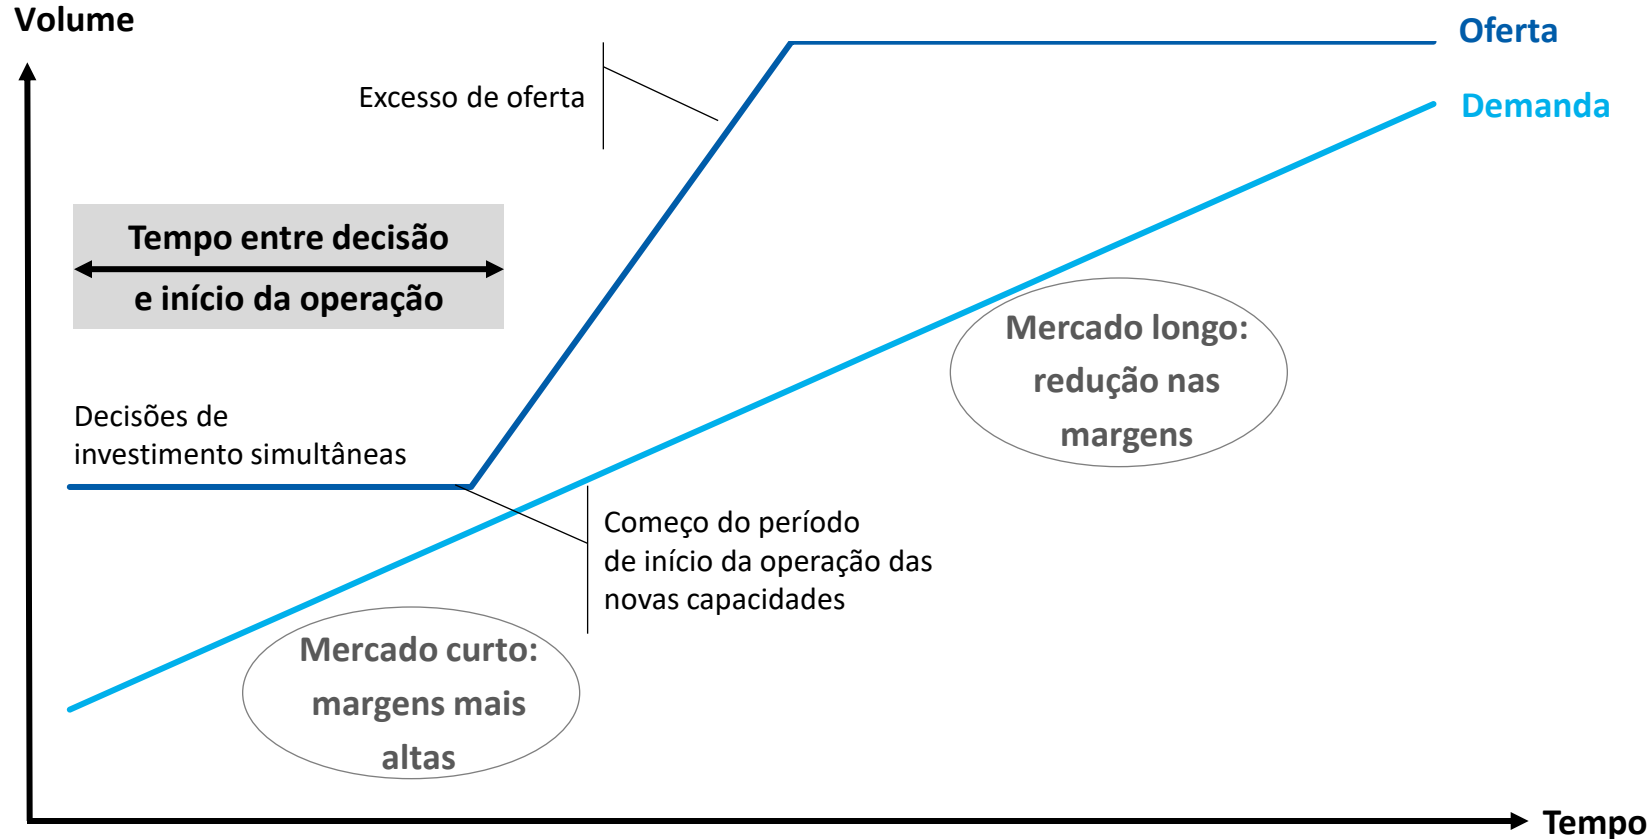 Volume
Oferta
Excesso de oferta
Demanda
Tempo entre decisão
e início da operação
Mercado longo:
redução nas
margens
Decisões de
investimento simultâneas
Começo do período
de início da operação das
novas capacidades
Mercado curto:
margens mais
altas
Tempo